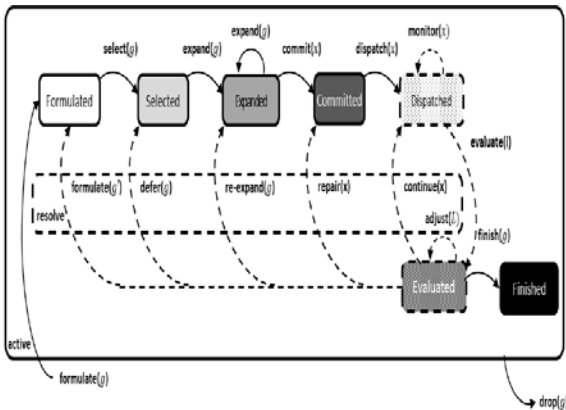 expand(g)
monitor(x)
select(g)
expand(g)
commit(x)
dispatch(x)
Formulated
Selected
Expanded
Committed
Dispatched
evaluate(l)
formulate(g')
defer(g)
re-expand(g)
repair(x)
continue(x)
resolve
adjust(L)
finish(g)
Evaluated
Finished
active
formulate(g)
drop(g)